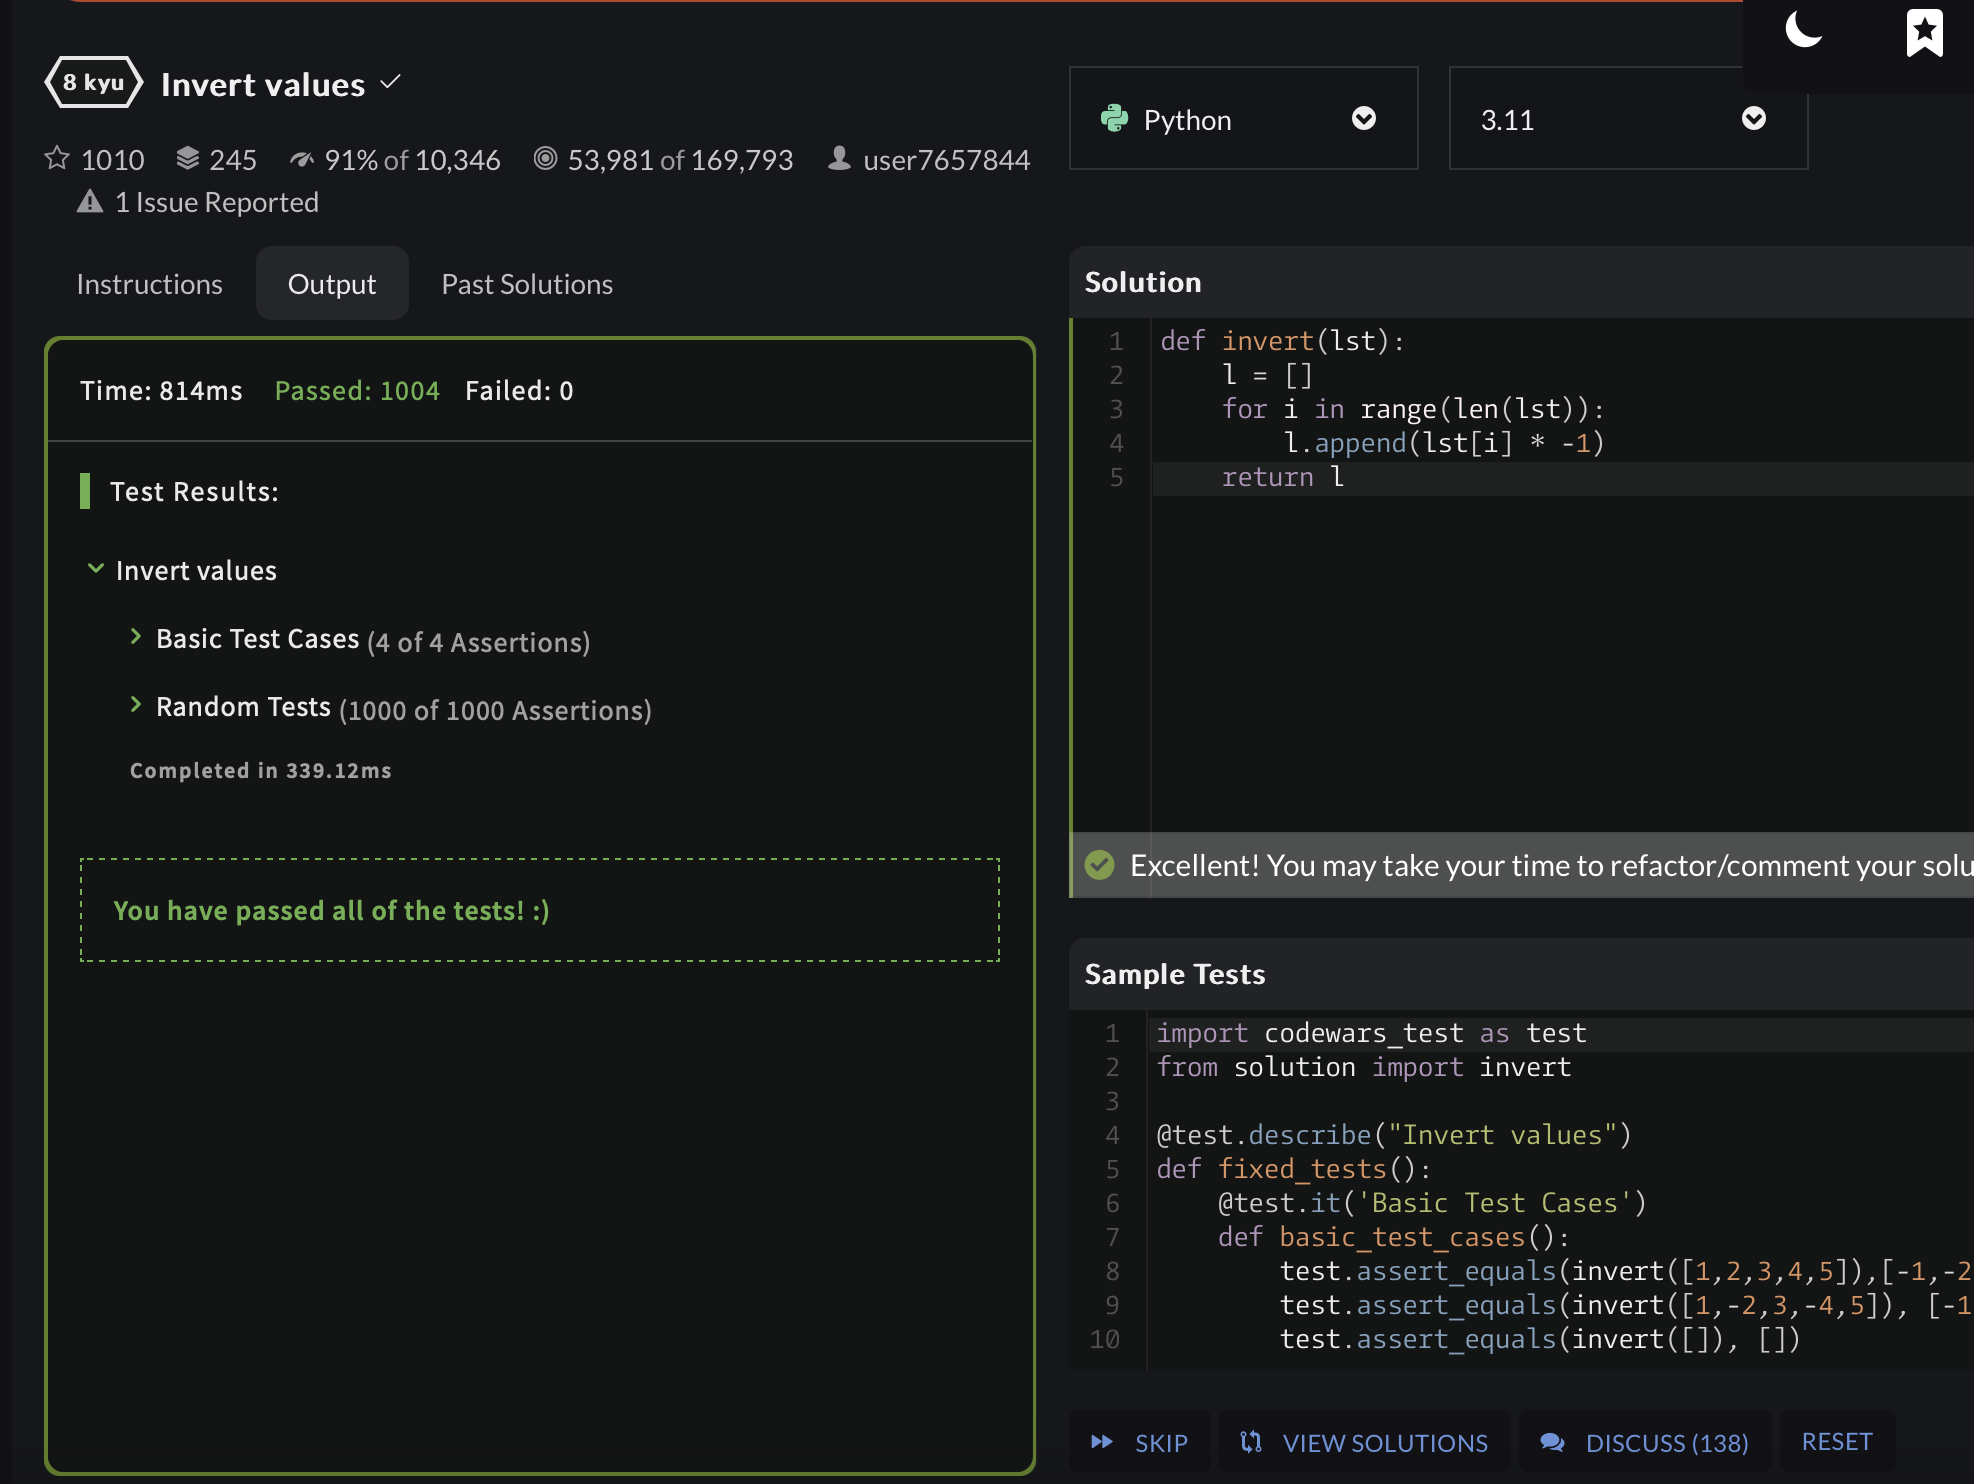 8 kyu Invert values
1010 245 91% of 10,346 53,981 of 169,793 user7657844
1 Issue Reported
Instructions Output Past Solutions
Time: 814ms Passed: 1004 Failed: 0
Test Results:
Invert values
Basic Test Cases (4 of 4 Assertions)
Random Tests (1000 of 1000 Assertions)
Completed in 339.12ms
You have passed all of the tests! :)
Python 3.11
Solution
1 def invert(lst):
2     l = []
3     for i in range(len(lst)):
4         l.append(lst[i] * -1)
5     return l
Excellent! You may take your time to refactor/comment your solu
Sample Tests
1 import codewars_test as test
2 from solution import invert
3
4 @test.describe("Invert values")
5 def fixed_tests():
6     @test.it('Basic Test Cases')
7     def basic_test_cases():
8         test.assert_equals(invert([1,2,3,4,5]),[-1,-2
9         test.assert_equals(invert([1,-2,3,-4,5]), [-1
10         test.assert_equals(invert([]), [])
SKIP VIEW SOLUTIONS DISCUSS (138) RESET